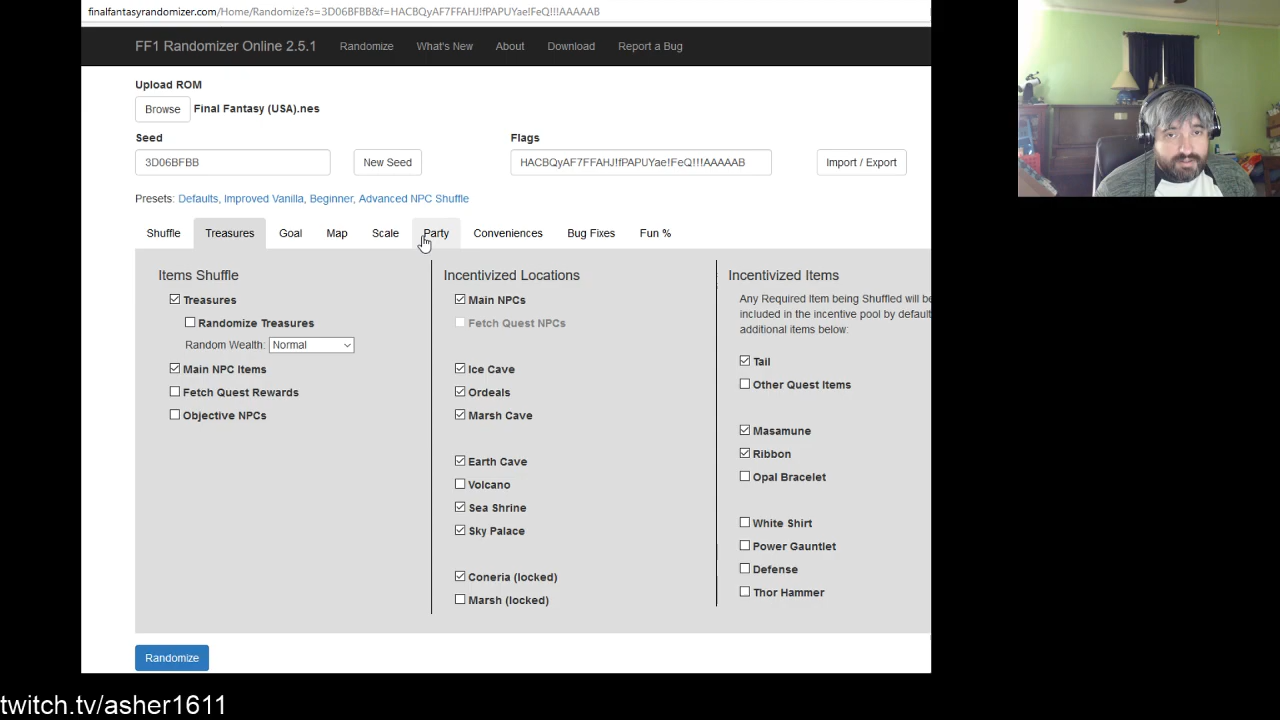 finalfantasyrandomizer.com/Home/Randomize?s=3D06BFBB&f=HACBQyAF7FFAHJ!fPAPUYae!FeQ!!!AAAAAB
FF1 Randomizer Online 2.5.1 Randomize What's New About Download Report a Bug
Upload ROM
Browse Final Fantasy (USA).nes
Seed Flags
3D06BFBB New Seed HACBQyAF7FFAHJ!fPAPUYae!FeQ!!!AAAAAB Import / Export
Presets: Defaults, Improved Vanilla, Beginner, Advanced NPC Shuffle
Shuffle Treasures Goal Map Scale Party Conveniences Bug Fixes Fun %
Items Shuffle
Treasures
Randomize Treasures
Random Wealth: Normal
Main NPC Items
Fetch Quest Rewards
Objective NPCs
Incentivized Locations
Main NPCs
Fetch Quest NPCs
Ice Cave
Ordeals
Marsh Cave
Earth Cave
Volcano
Sea Shrine
Sky Palace
Coneria (locked)
Marsh (locked)
Incentivized Items
Any Required Item being Shuffled will be
included in the incentive pool by default
additional items below:
Tail
Other Quest Items
Masamune
Ribbon
Opal Bracelet
White Shirt
Power Gauntlet
Defense
Thor Hammer
Randomize
twitch.tv/asher1611